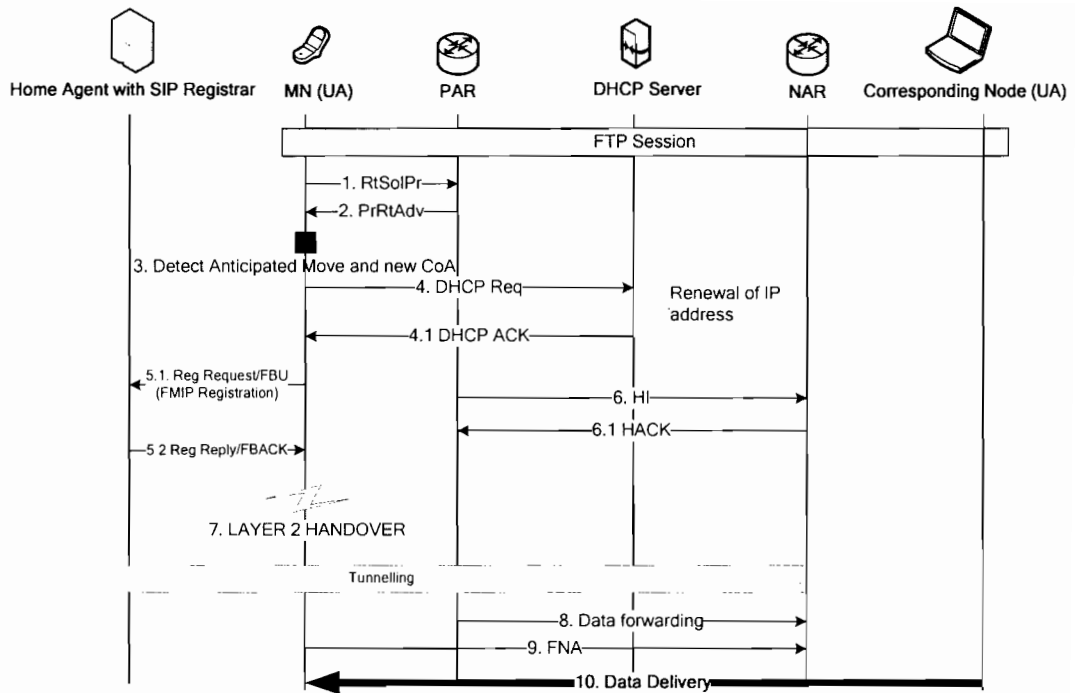 Home Agent with SIP Registrar
MN (UA)
PAR
DHCP Server
NAR
Corresponding Node (UA)
FTP Session
1. RtSolPr
2. PrRtAdv
3. Detect Anticipated Move and new CoA
4. DHCP Req
Renewal of IP
address
4.1 DHCP ACK
5.1. Reg Request/FBU
(FMIP Registration)
6. HI
6.1 HACK
5 2 Reg Reply/FBACK
7. LAYER 2 HANDOVER
Tunnelling
8. Data forwarding
9. FNA
10. Data Delivery